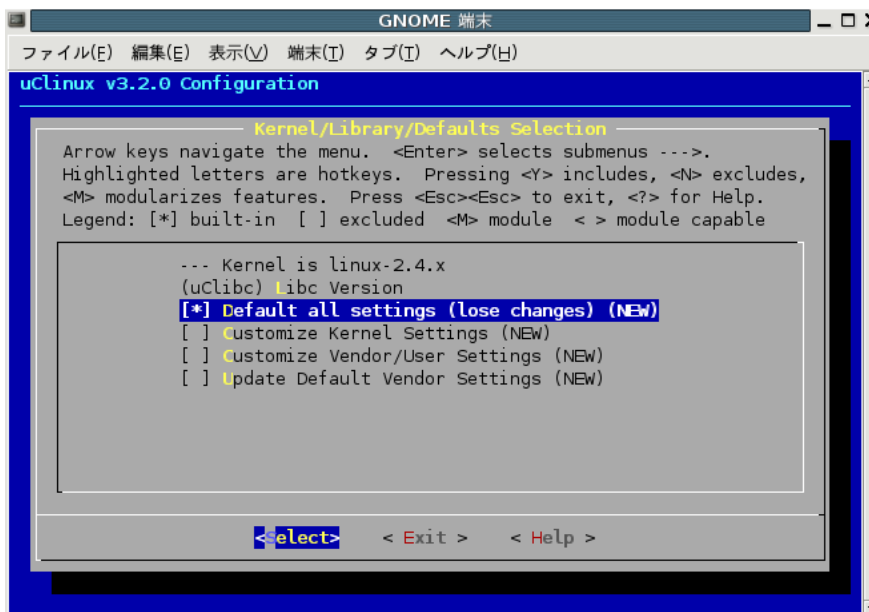 GNOME 端末
ファイル(F) 編集(E) 表示(V) 端末(T) タブ(T) ヘルプ(H)
uClinux v3.2.0 Configuration
Kernel/Library/Defaults Selection
Arrow keys navigate the menu. <Enter> selects submenus --->.
Highlighted letters are hotkeys. Pressing <Y> includes, <N> excludes,
<M> modularizes features. Press <Esc><Esc> to exit, <?> for Help.
Legend: [*] built-in [ ] excluded <M> module < > module capable
--- Kernel is linux-2.4.x
(uClibc) Libc Version
[*] Default all settings (lose changes) (NEW)
[ ] Customize Kernel Settings (NEW)
[ ] Customize Vendor/User Settings (NEW)
[ ] Update Default Vendor Settings (NEW)
<Select> < Exit > < Help >